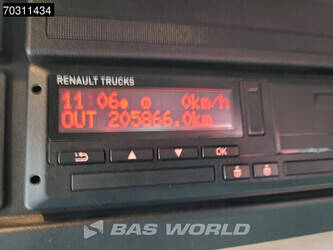 70311434
RENAULT TRUCKS
11:06 0km/h
OUT 205866.0km
OK
BAS WORLD